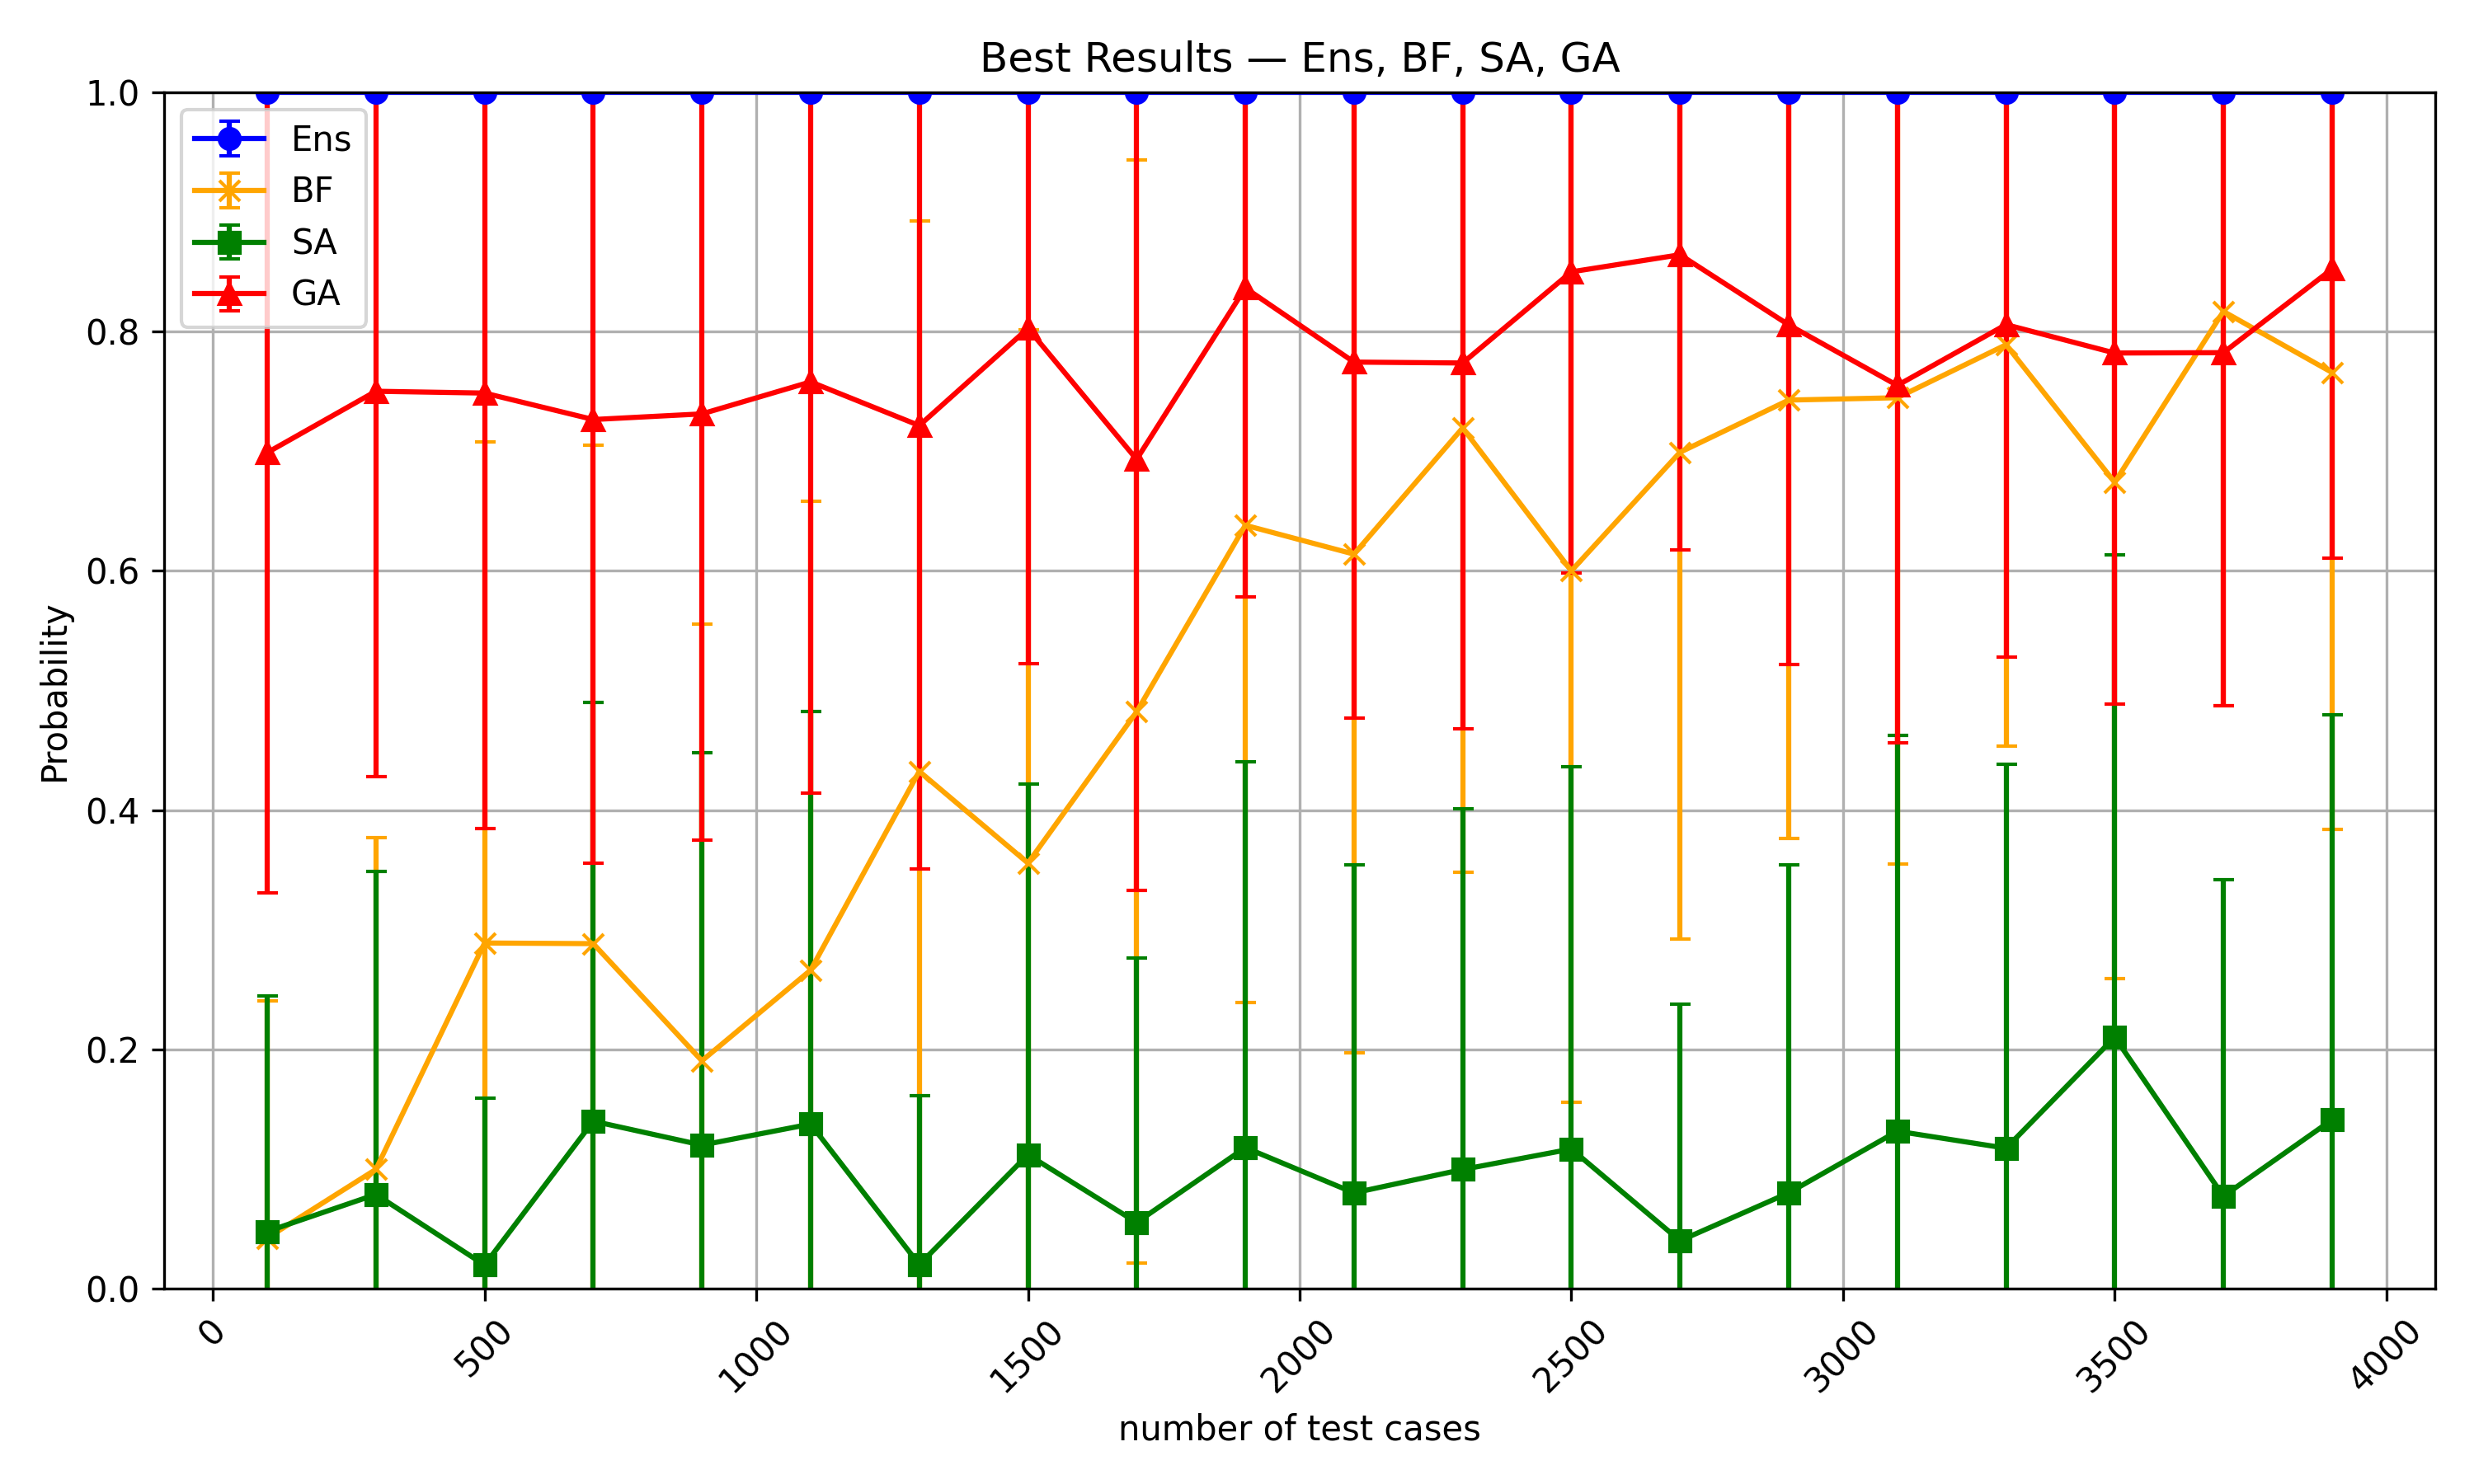 Best Results — Ens, BF, SA, GA
1.0
0.8
0.6
0.4
0.2
0.0
Probability
Ens
BF
SA
GA
0
500
1000
1500
2000
2500
3000
3500
4000
number of test cases